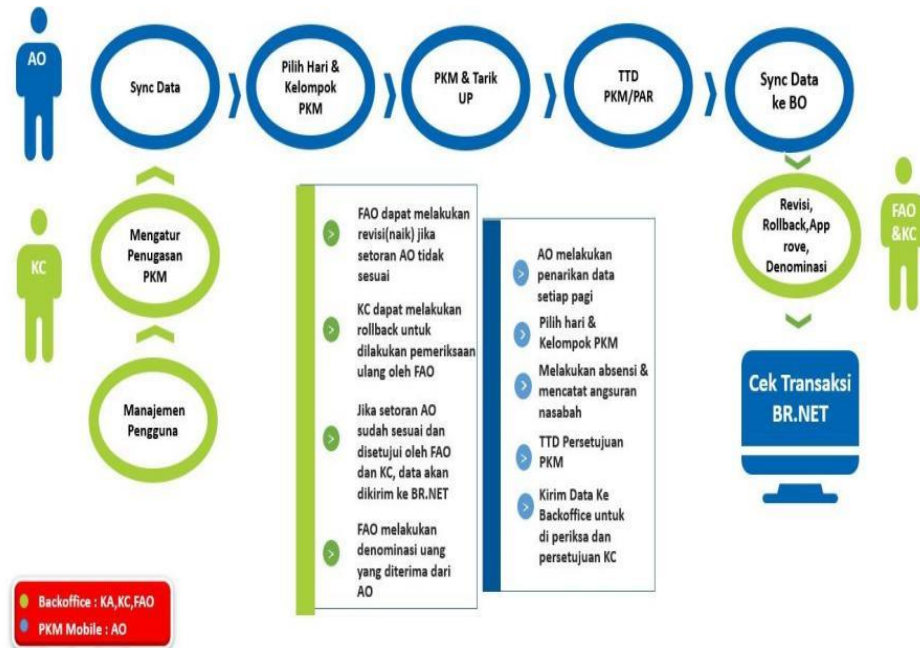 AO
Sync Data
Pilih Hari &
Kelompok
PKM
PKM & Tarik
UP
TTD
PKM/PAR
Sync Data
ke BO
KC
Mengatur
Penugasan
PKM
Manajemen
Pengguna
FAO dapat melakukan
revisi(naik) jika
setoran AO tidak
sesuai
KC dapat melakukan
rollback untuk
dilakukan pemeriksaan
ulang oleh FAO
Jika setoran AO
sudah sesuai dan
disetujui oleh FAO
dan KC, data akan
dikirim ke BR.NET
FAO melakukan
denominasi uang
yang diterima dari
AO
AO melakukan
penarikan data
setiap pagi
Pilih hari &
Kelompok PKM
Melakukan absensi &
mencatat angsuran
nasabah
TTD Persetujuan
PKM
Kirim Data Ke
Backoffice untuk
di periksa dan
persetujuan KC
Revisi,
Rollback,App
rove,
Denominasi
FAO
&KC
Cek Transaksi
BR.NET
Backoffice : KA,KC,FAO
PKM Mobile : AO